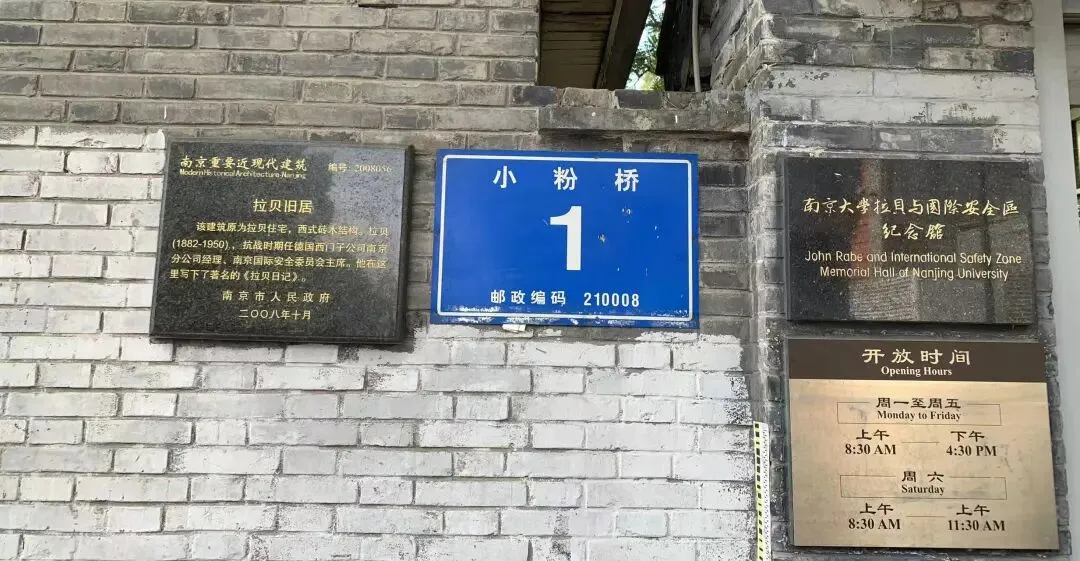 南京重要近现代建筑 编号 2008056
Modern Historical Architecture·Nanjing
拉贝旧居
该建筑原为拉贝住宅，西式砖木结构。拉贝
(1882-1950)，抗战时期任德国西门子公司南京
分公司经理、南京国际安全委员会主席。他在这
里写下了著名的《拉贝日记》。
南京市人民政府
二〇〇八年十月
小粉桥
1
邮政编码 210008
南京大學拉貝与國際安全區
纪念館
John Rabe and International Safety Zone
Memorial Hall of Nanjing University
开放时间
Opening Hours
周一至周五
Monday to Friday
上午 下午
8:30 AM 4:30 PM
周六
Saturday
上午 上午
8:30 AM 11:30 AM